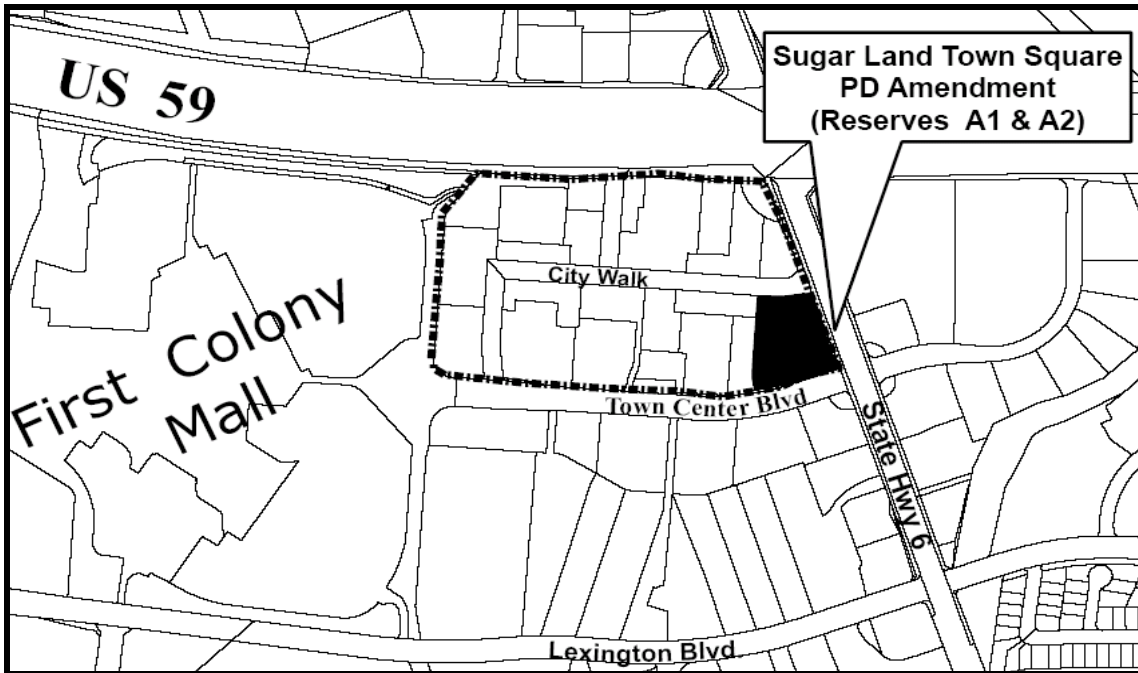 US 59
Sugar Land Town Square
PD Amendment
(Reserves A1 & A2)
City Walk
First Colony
Mall
Town Center Blvd
State Hwy 6
Lexington Blvd